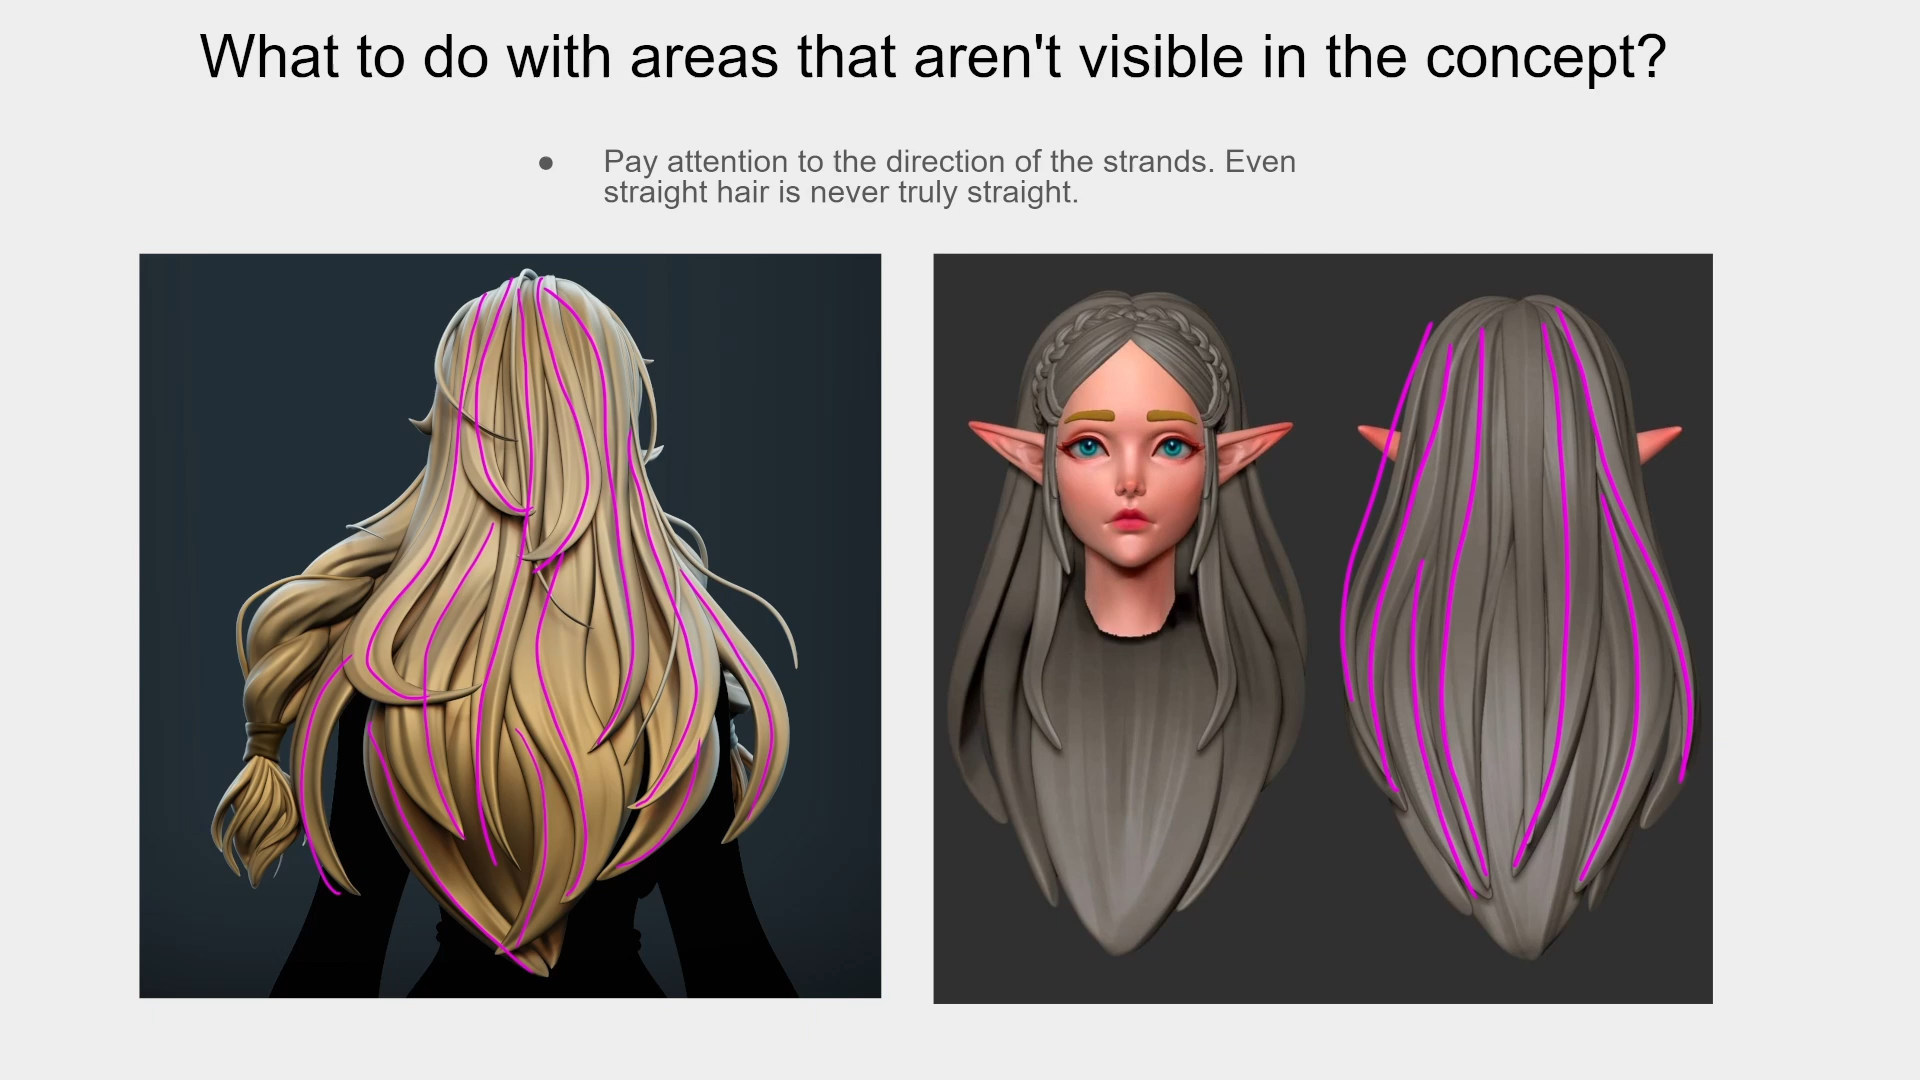 What to do with areas that aren't visible in the concept?
● Pay attention to the direction of the strands. Even
straight hair is never truly straight.